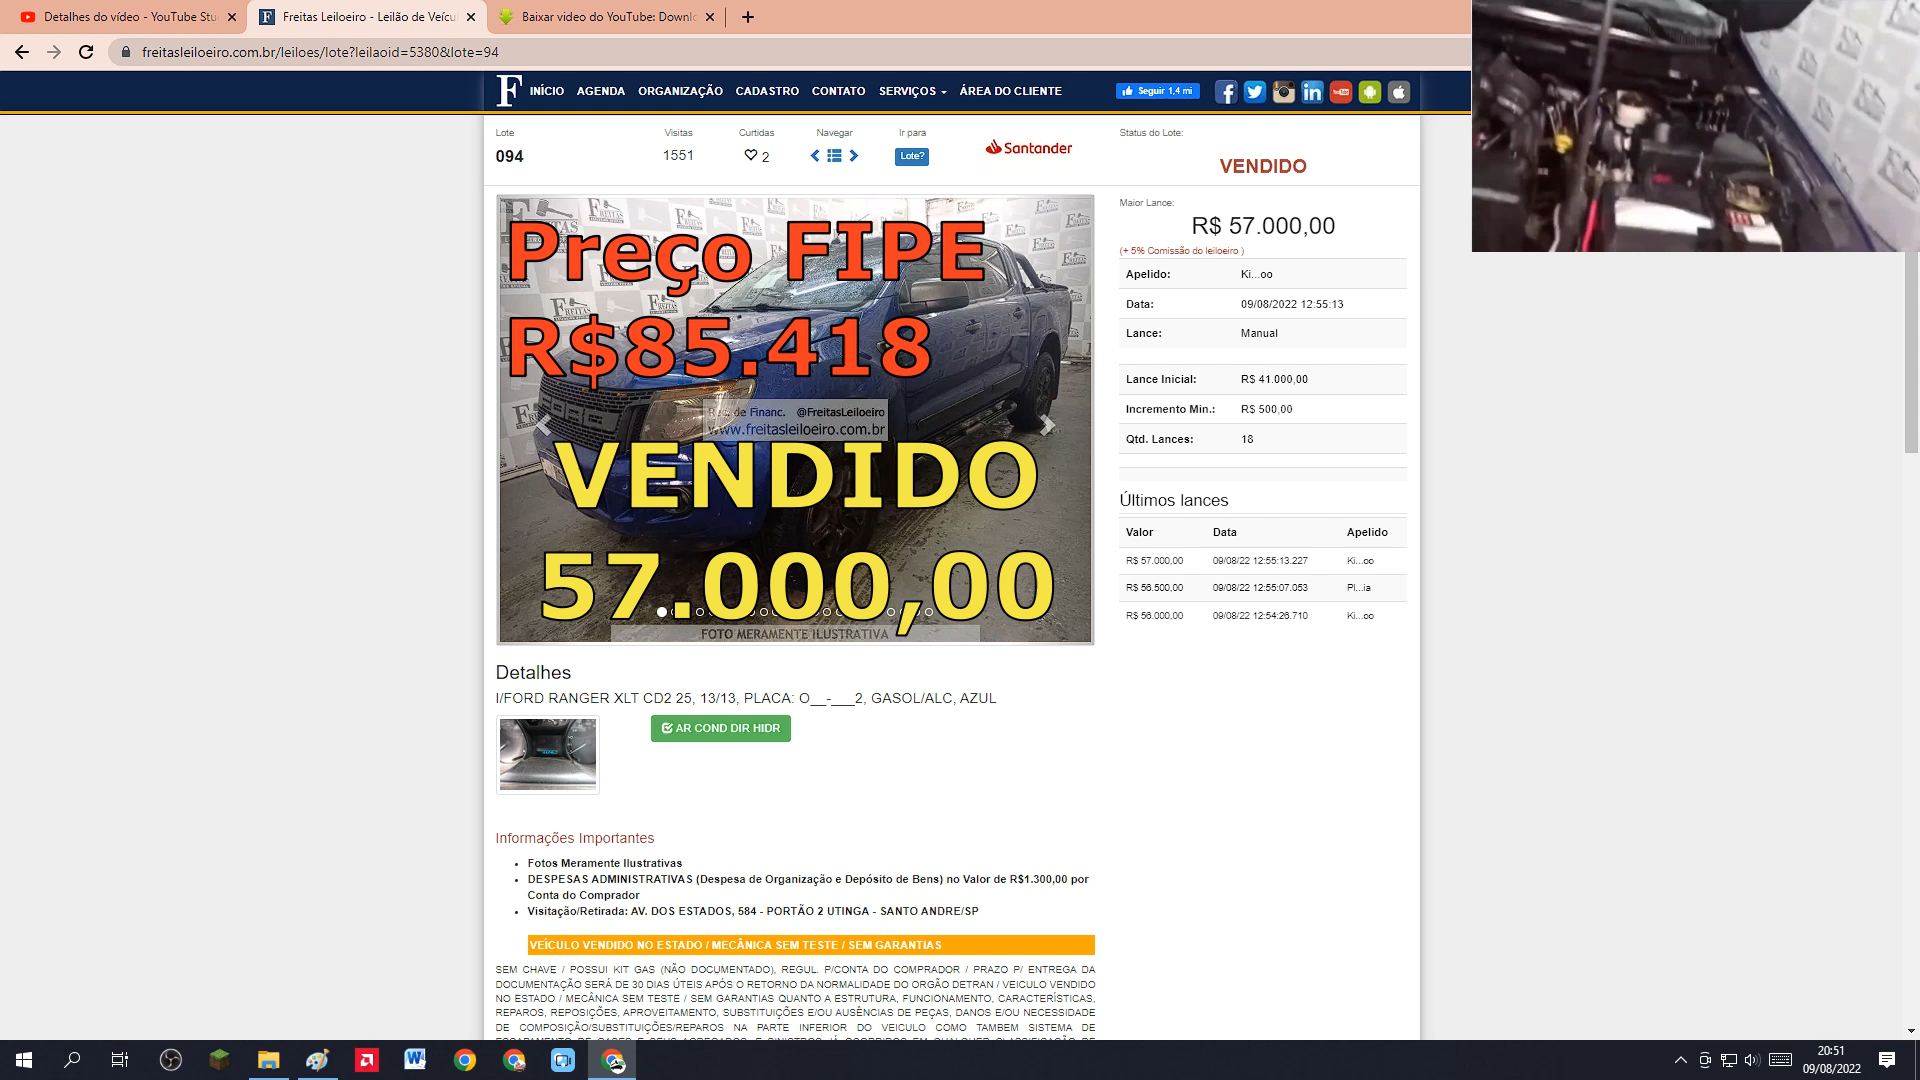 Detalhes do vídeo - YouTube Stu
Freitas Leiloeiro - Leilão de Veícu
Baixar video do YouTube: Downlo
freitasleiloeiro.com.br/leiloes/lote?leilaoid=5380&lote=94
F INÍCIO AGENDA ORGANIZAÇÃO CADASTRO CONTATO SERVIÇOS ÁREA DO CLIENTE
Seguir 1,4 mi
Lote
094
Visitas
1551
Curtidas
2
Navegar
Ir para
Lote?
Santander
Status do Lote:
VENDIDO
Preço FIPE
R$85.418
Rec. de Financ. @FreitasLeiloeiro
www.freitasleiloeiro.com.br
VENDIDO
57.000,00
FOTO MERAMENTE ILUSTRATIVA
Maior Lance:
R$ 57.000,00
(+ 5% Comissão do leiloeiro )
Apelido: Ki...oo
Data: 09/08/2022 12:55:13
Lance: Manual
Lance Inicial: R$ 41.000,00
Incremento Min.: R$ 500,00
Qtd. Lances: 18
Últimos lances
Valor Data Apelido
R$ 57.000,00 09/08/22 12:55:13.227 Ki...oo
R$ 56.500,00 09/08/22 12:55:07.053 Pl...ia
R$ 56.000,00 09/08/22 12:54:26.710 Ki...oo
Detalhes
I/FORD RANGER XLT CD2 25, 13/13, PLACA: O__-___2, GASOL/ALC, AZUL
AR COND DIR HIDR
Informações Importantes
Fotos Meramente Ilustrativas
DESPESAS ADMINISTRATIVAS (Despesa de Organização e Depósito de Bens) no Valor de R$1.300,00 por
Conta do Comprador
Visitação/Retirada: AV. DOS ESTADOS, 584 - PORTÃO 2 UTINGA - SANTO ANDRE/SP
VEÍCULO VENDIDO NO ESTADO / MECÂNICA SEM TESTE / SEM GARANTIAS
SEM CHAVE / POSSUI KIT GAS (NÃO DOCUMENTADO), REGUL. P/CONTA DO COMPRADOR / PRAZO P/ ENTREGA DA
DOCUMENTAÇÃO SERÁ DE 30 DIAS ÚTEIS APÓS O RETORNO DA NORMALIDADE DO ORGÃO DETRAN / VEICULO VENDIDO
NO ESTADO / MECÂNICA SEM TESTE / SEM GARANTIAS QUANTO A ESTRUTURA, FUNCIONAMENTO, CARACTERÍSTICAS,
REPAROS, REPOSIÇÕES, APROVEITAMENTO, SUBSTITUIÇÕES E/OU AUSÊNCIAS DE PEÇAS, DANOS E/OU NECESSIDADE
DE COMPOSIÇÃO/SUBSTITUIÇÕES/REPAROS NA PARTE INFERIOR DO VEICULO COMO TAMBEM SISTEMA DE
20:51
09/08/2022